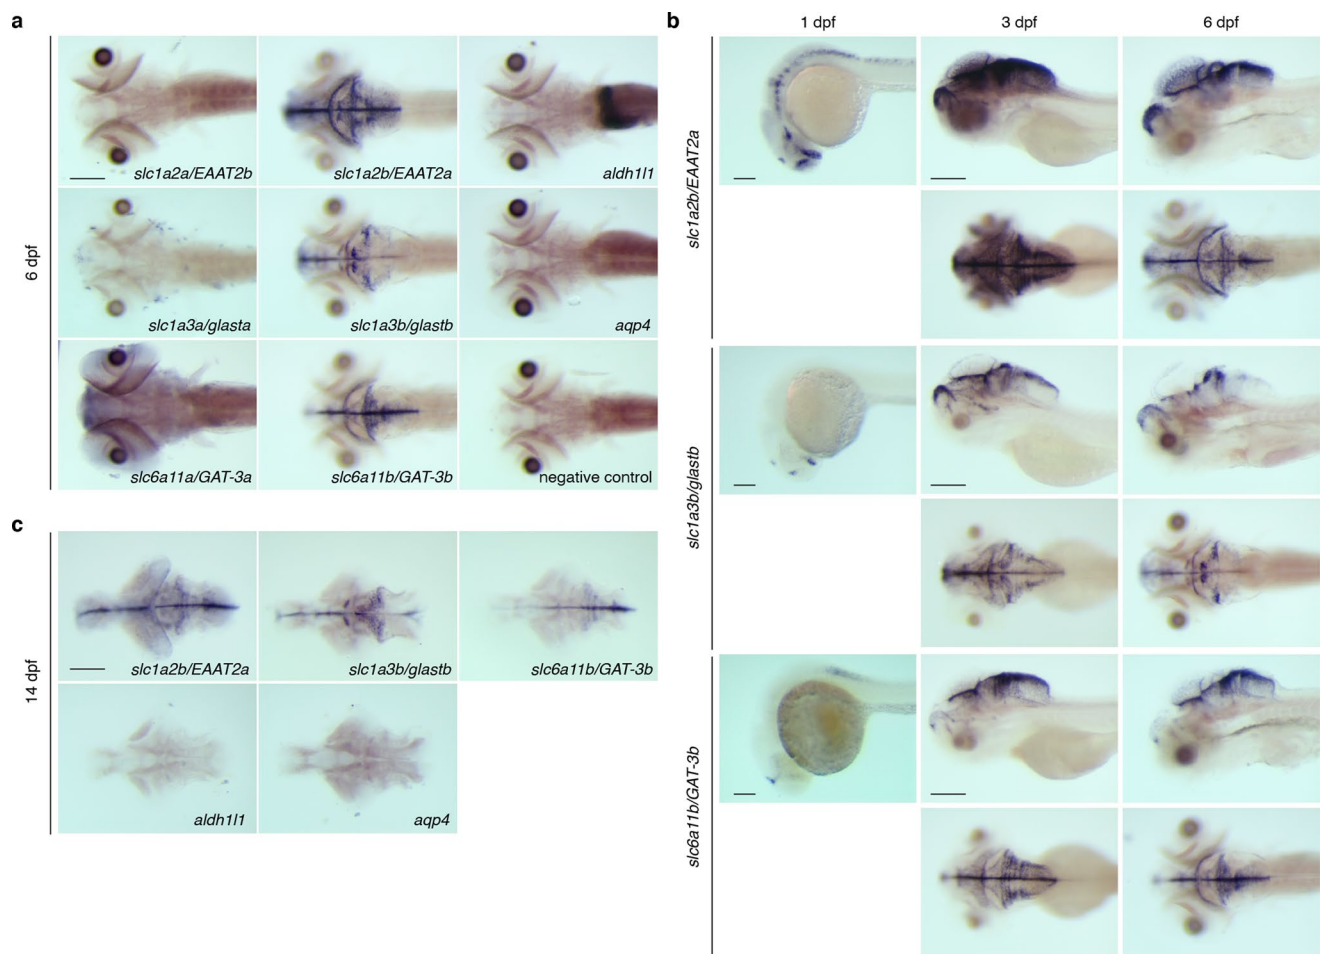 a
6 dpf
slc1a2a/EAAT2b
slc1a2b/EAAT2a
aldh1l1
slc1a3a/glasta
slc1a3b/glastb
aqp4
slc6a11a/GAT-3a
slc6a11b/GAT-3b
negative control
b
1 dpf
3 dpf
6 dpf
slc1a2b/EAAT2a
slc1a3b/glastb
slc6a11b/GAT-3b
c
14 dpf
slc1a2b/EAAT2a
slc1a3b/glastb
slc6a11b/GAT-3b
aldh1l1
aqp4